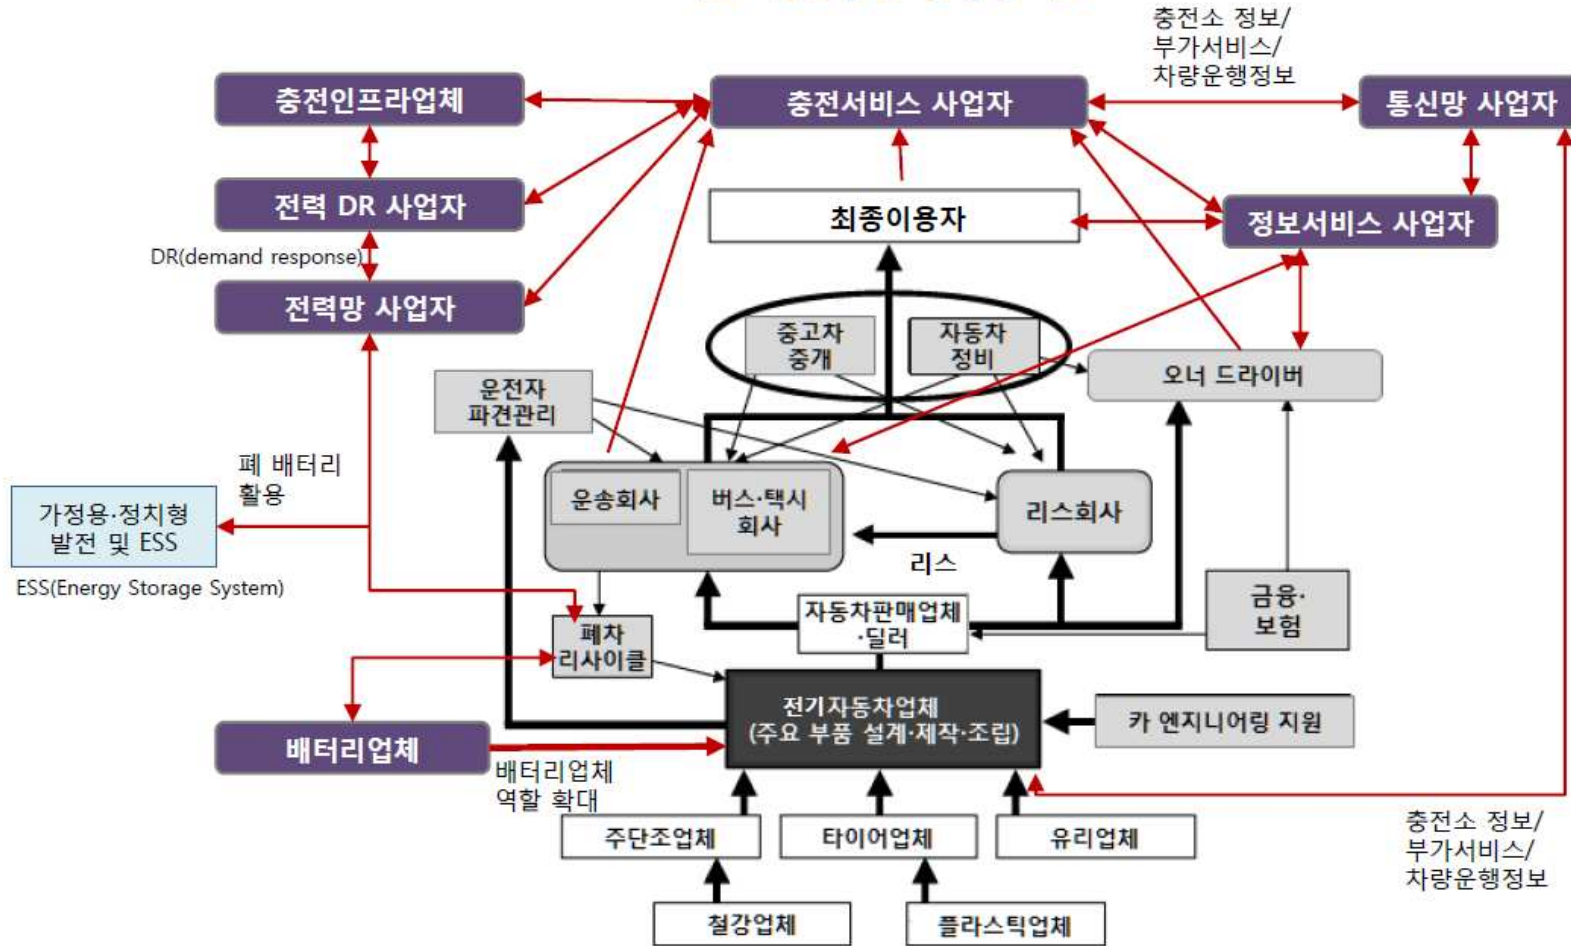 충전소 정보/
부가서비스/
차량운행정보
충전인프라업체
충전서비스 사업자
통신망 사업자
전력 DR 사업자
최종이용자
정보서비스 사업자
DR(demand response)
전력망 사업자
중고차
중개
자동차
정비
오너 드라이버
운전자
파견관리
폐 배터리
활용
운송회사
버스·택시
회사
리스회사
가정용·정치형
발전 및 ESS
리스
ESS(Energy Storage System)
금융·
보험
자동차판매업체
·딜러
폐차
리사이클
전기자동차업체
(주요 부품 설계·제작·조립)
카 엔지니어링 지원
배터리업체
배터리업체
역할 확대
주단조업체
타이어업체
유리업체
충전소 정보/
부가서비스/
차량운행정보
철강업체
플라스틱업체